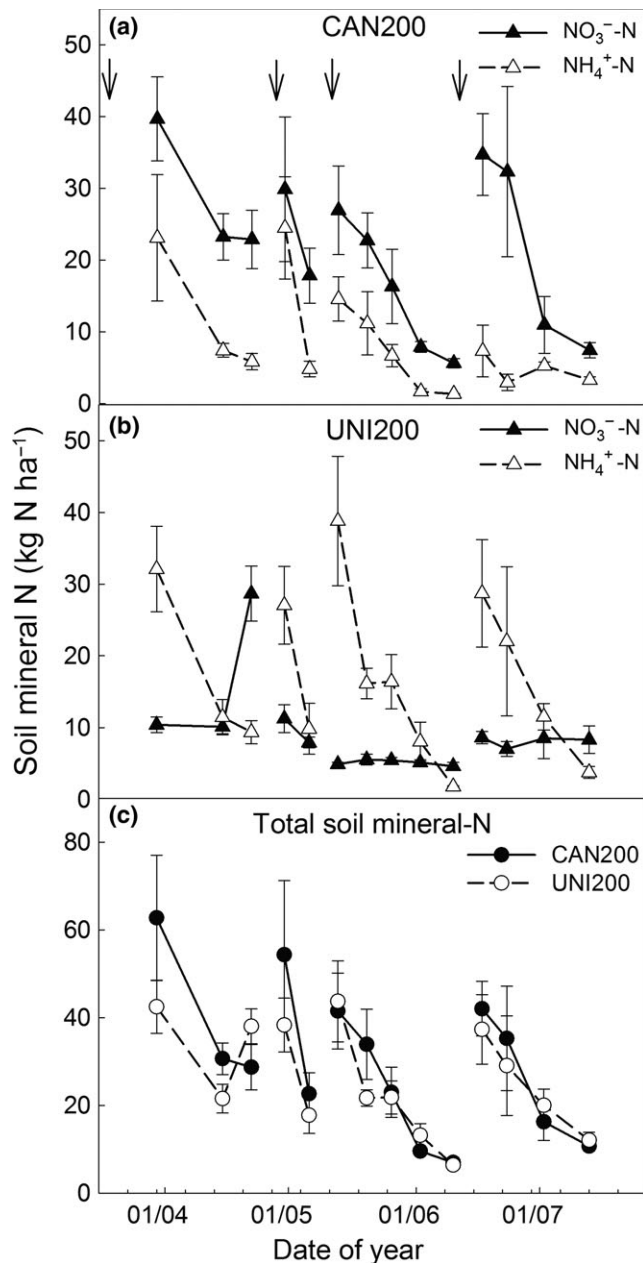 (a)
CAN200
NO₃⁻-N
NH₄⁺-N
50
40
30
20
10
0
(b)
UNI200
NO₃⁻-N
NH₄⁺-N
50
40
30
20
10
0
Soil mineral N (kg N ha⁻¹)
(c)
Total soil mineral-N
CAN200
UNI200
80
60
40
20
0
01/04 01/05 01/06 01/07
Date of year